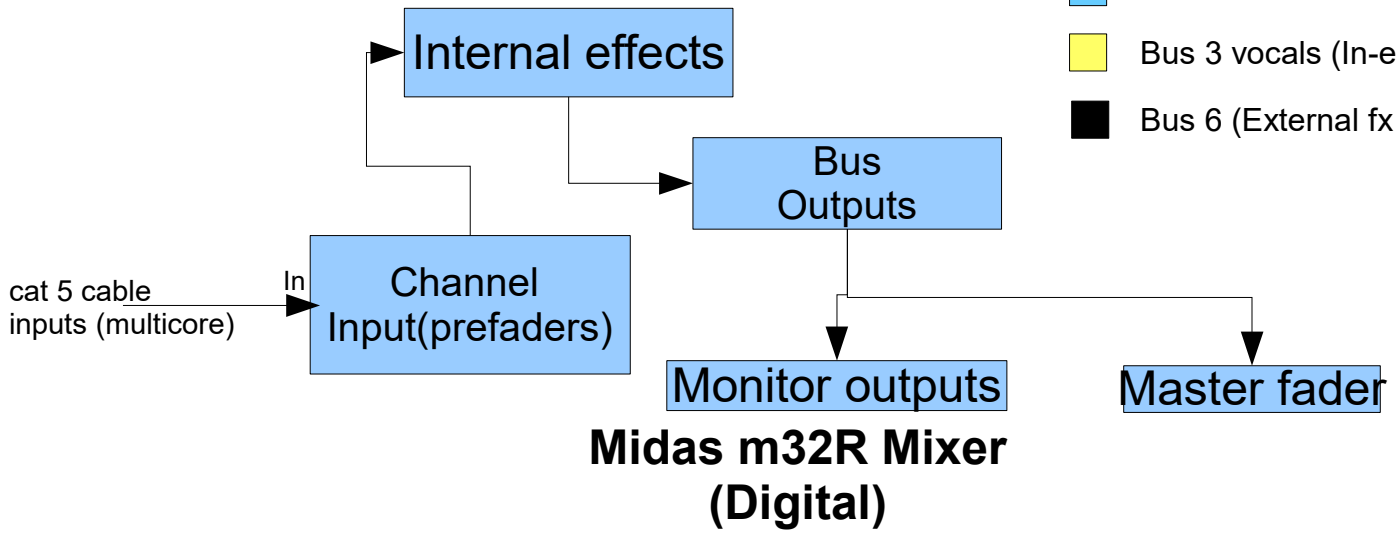 Internal effects
Bus 3 vocals (In-e
Bus 6 (External fx
Bus
Outputs
In
Channel
Input(prefaders)
cat 5 cable
inputs (multicore)
Monitor outputs
Master fader
Midas m32R Mixer
(Digital)